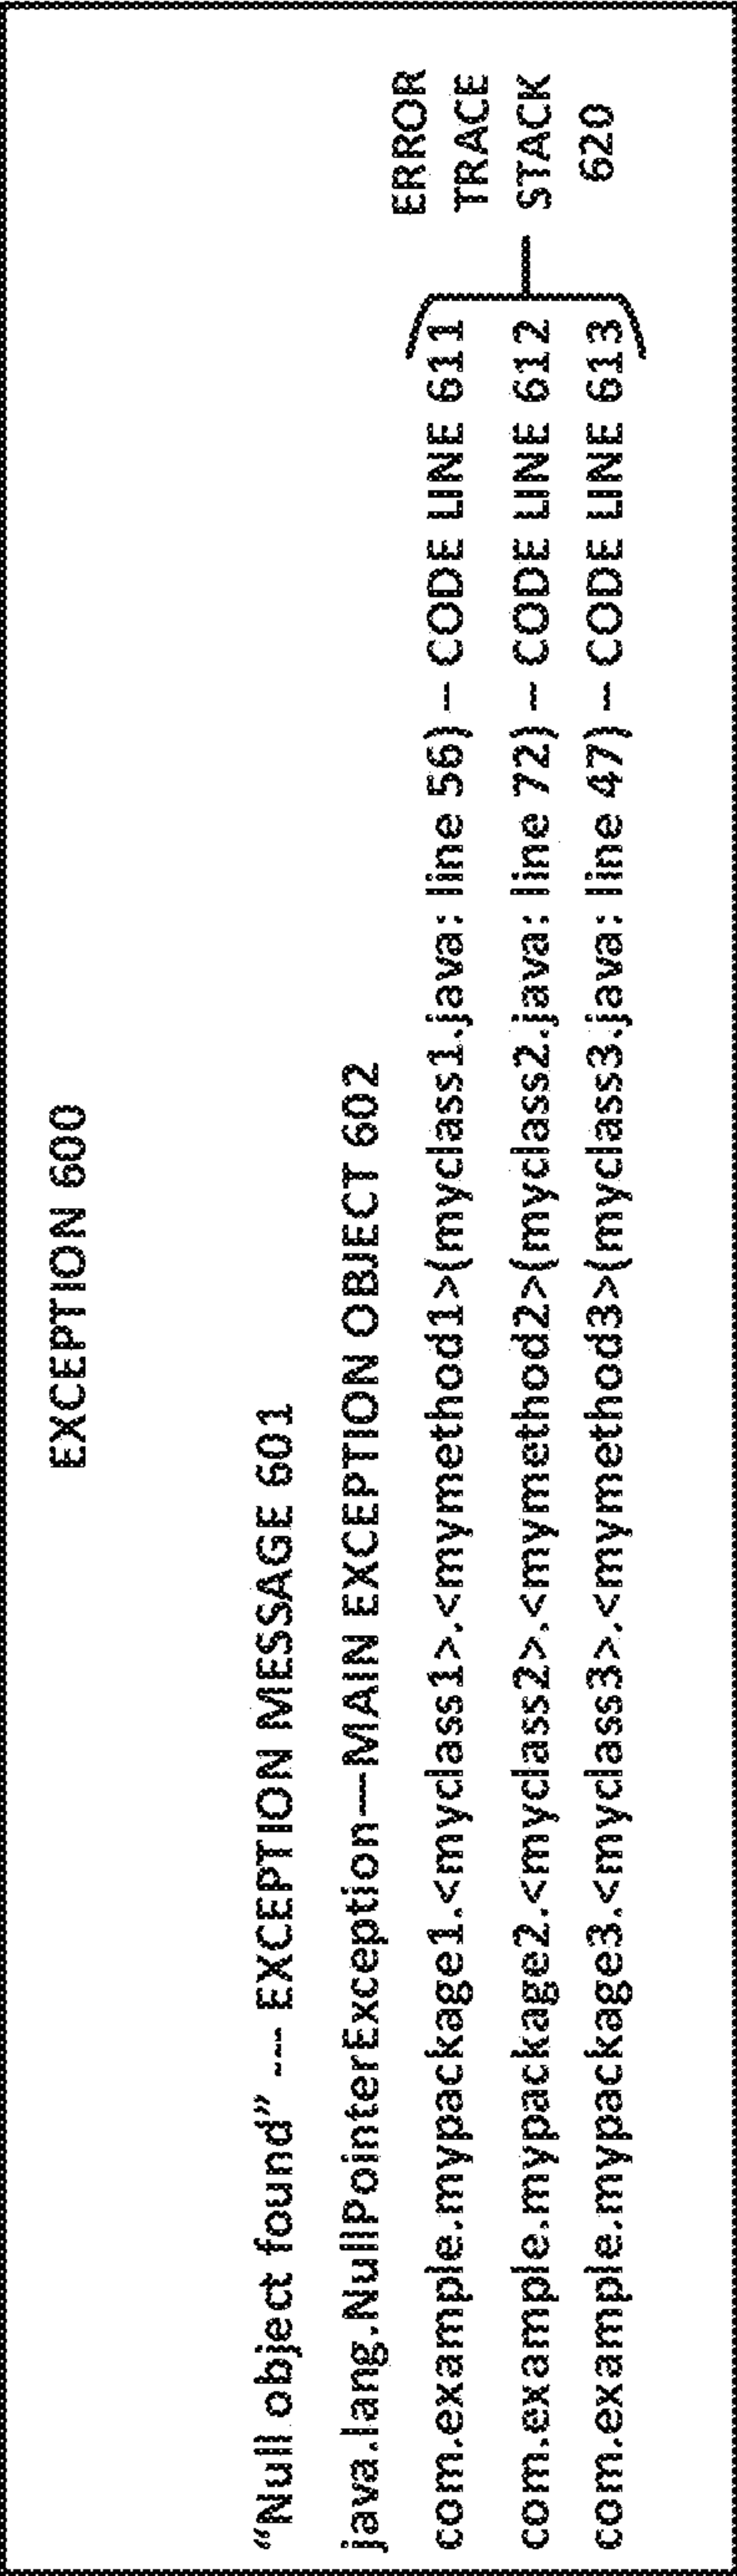 EXCEPTION 600
“Null object found” --- EXCEPTION MESSAGE 601
java.lang.NullPointerException—MAIN EXCEPTION OBJECT 602
com.example.mypackage1.<myclass1>.<mymethod1>(myclass1.java: line 56) – CODE LINE 611
com.example.mypackage2.<myclass2>.<mymethod2>(myclass2.java: line 72) – CODE LINE 612
com.example.mypackage3.<myclass3>.<mymethod3>(myclass3.java: line 47) – CODE LINE 613
ERROR
TRACE
STACK
620